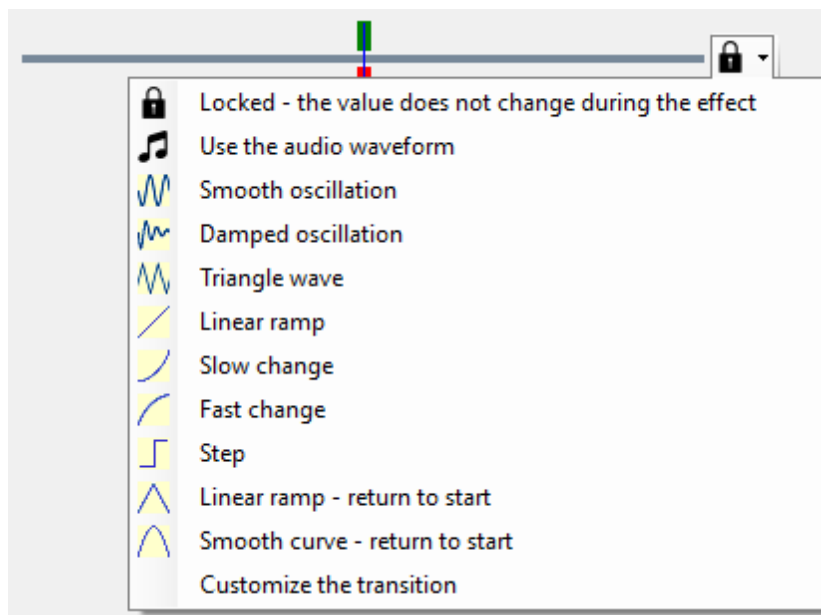 Locked - the value does not change during the effect
Use the audio waveform
Smooth oscillation
Damped oscillation
Triangle wave
Linear ramp
Slow change
Fast change
Step
Linear ramp - return to start
Smooth curve - return to start
Customize the transition